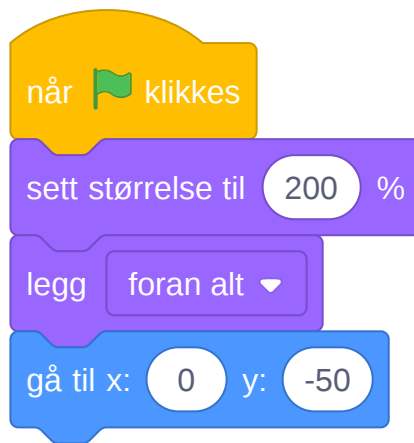 når klikkes
sett størrelse til 200 %
legg foran alt
gå til x: 0 y: -50